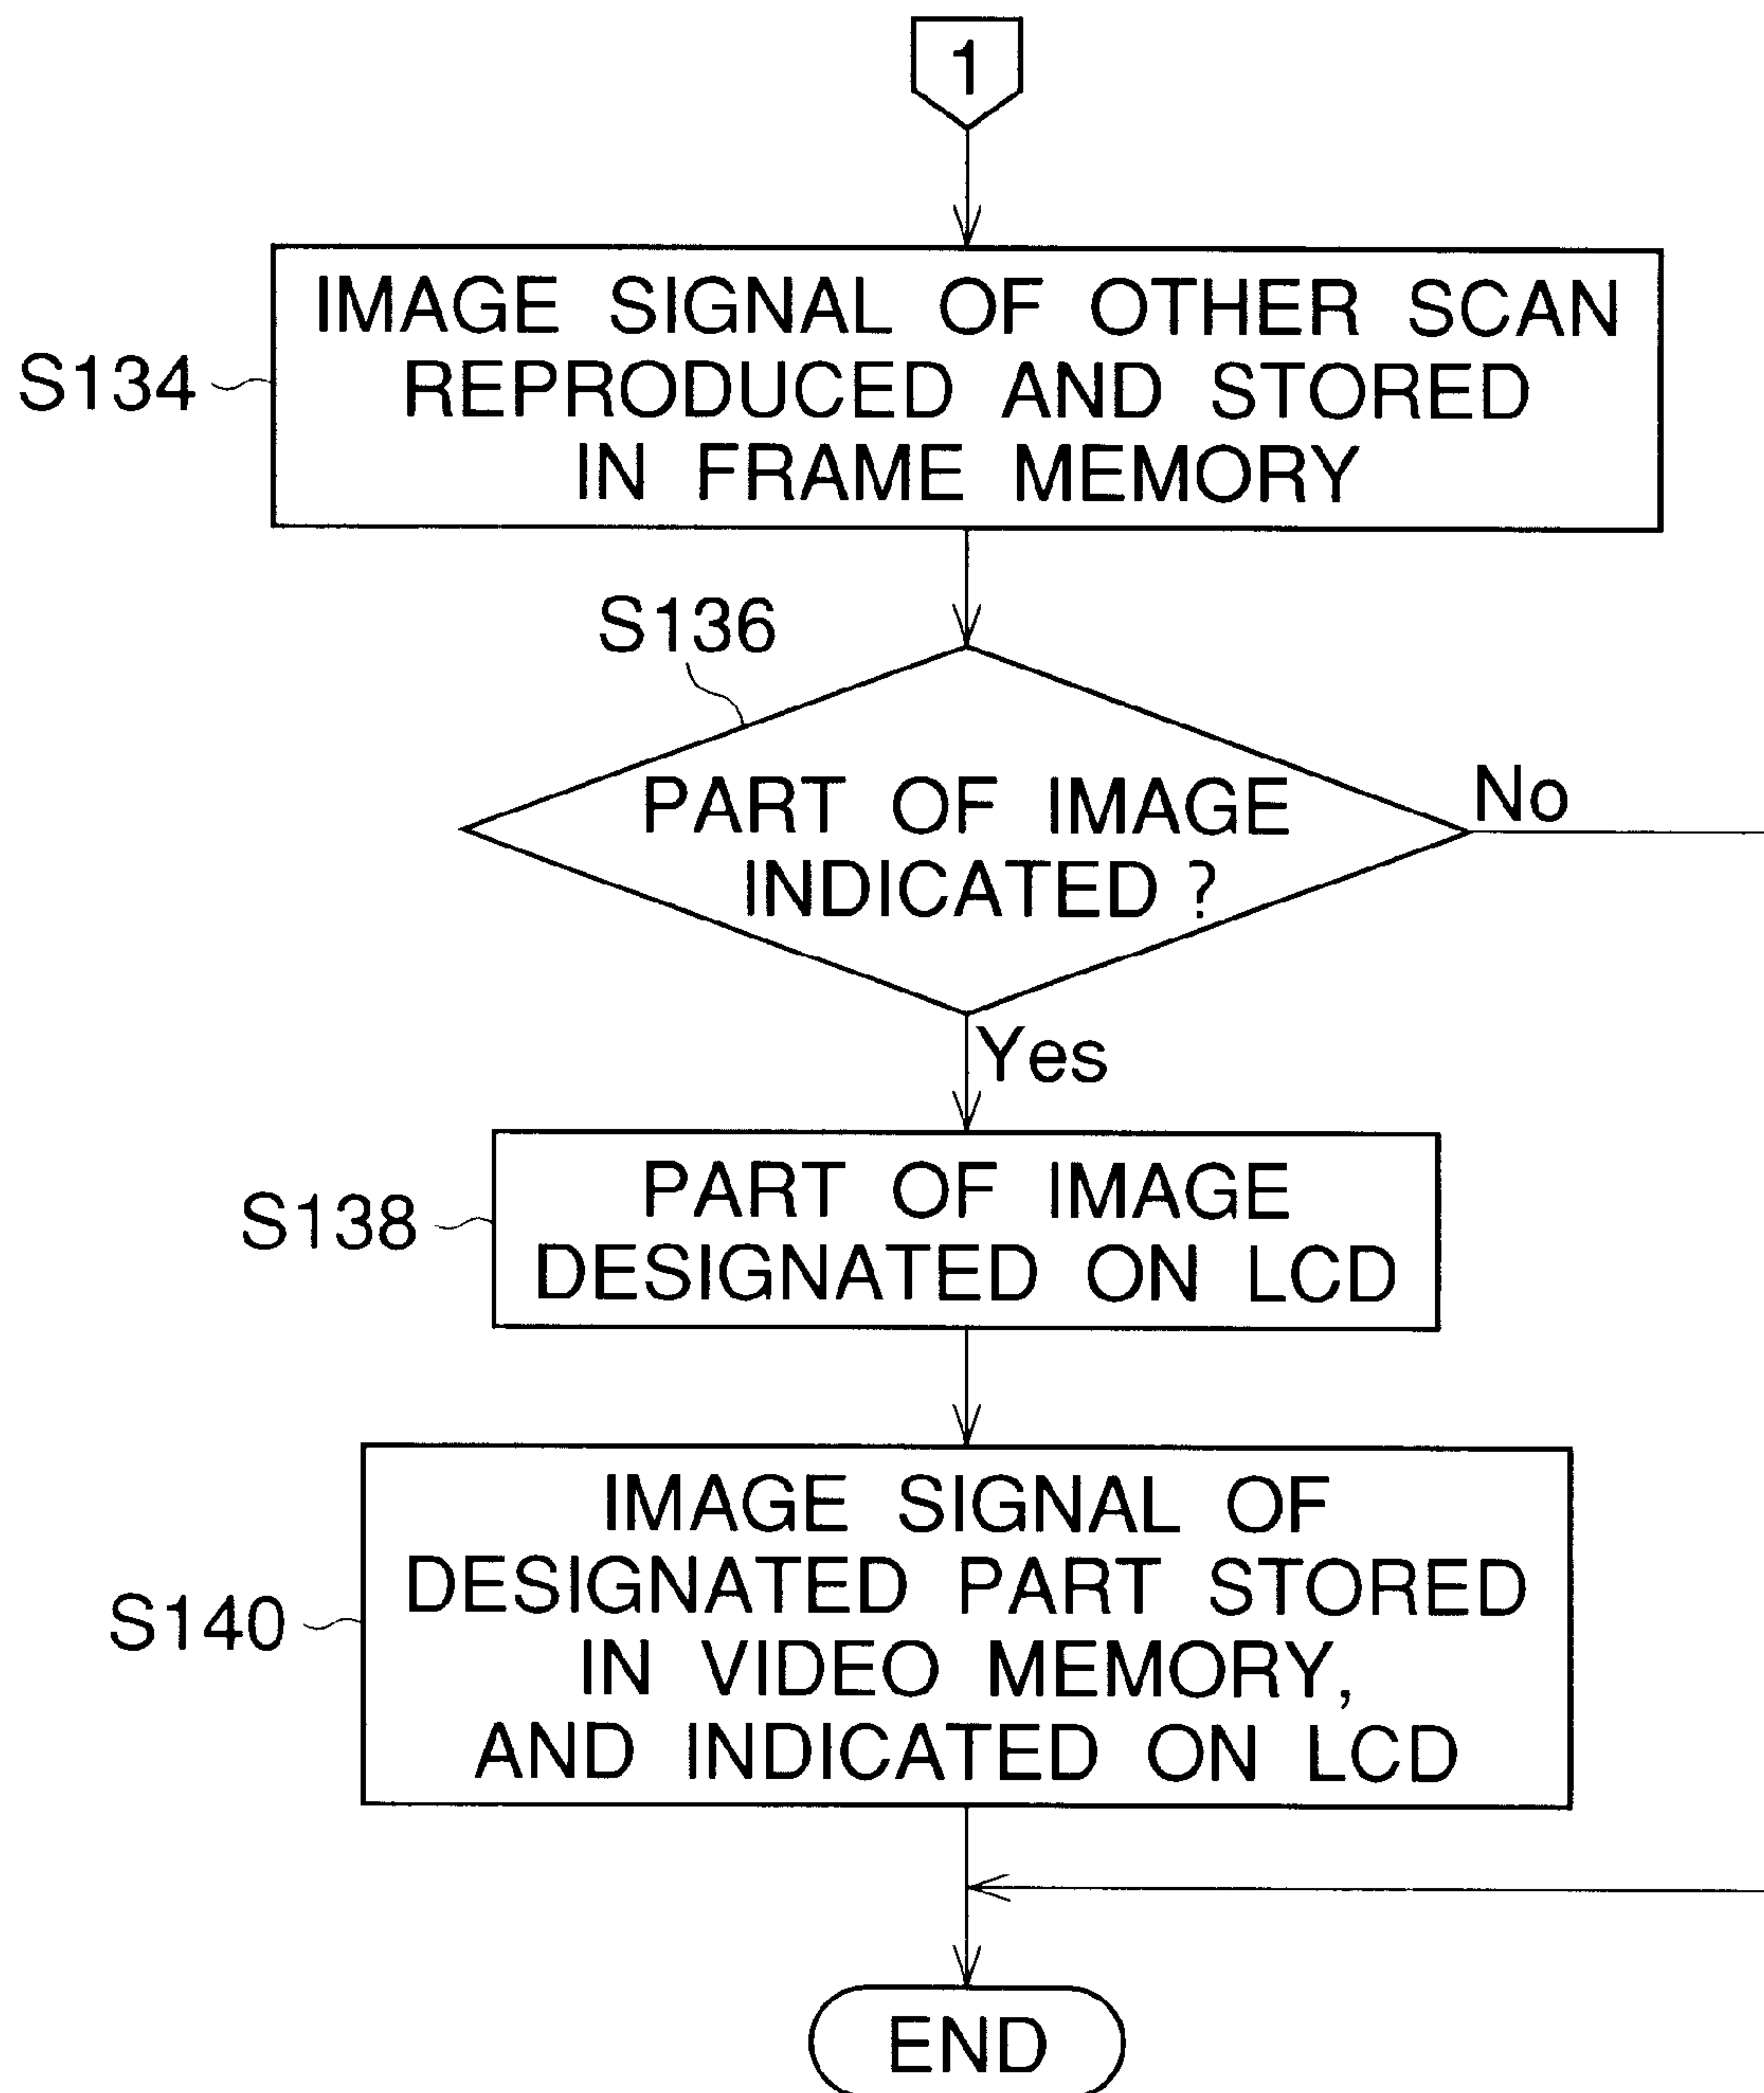 1
IMAGE SIGNAL OF OTHER SCAN
S134
REPRODUCED AND STORED
IN FRAME MEMORY
S136
PART OF IMAGE
No
INDICATED ?
Yes
PART OF IMAGE
S138
DESIGNATED ON LCD
IMAGE SIGNAL OF
DESIGNATED PART STORED
S140
IN VIDEO MEMORY,
AND INDICATED ON LCD
END